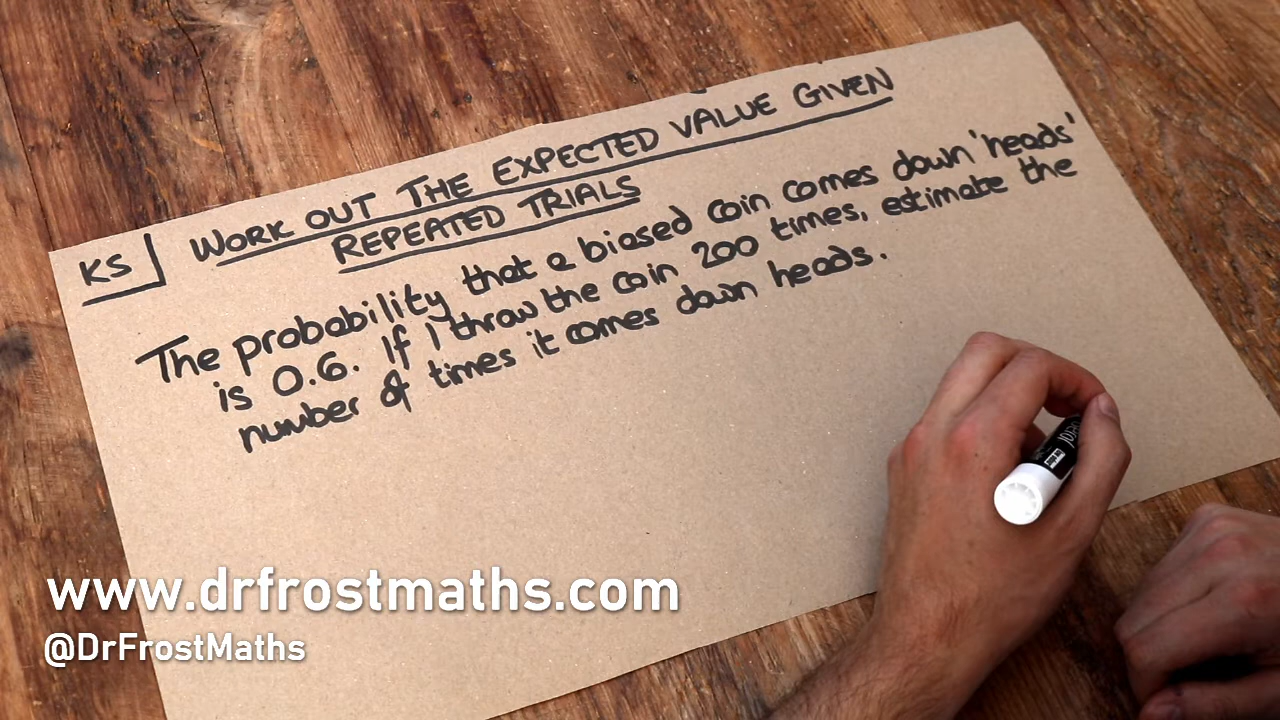 KS
WORK OUT THE EXPECTED VALUE GIVEN
REPEATED TRIALS
The probability that a biased coin comes down 'heads'
is 0.6. If I throw the coin 200 times, estimate the
number of times it comes down heads.
www.drfrostmaths.com
@DrFrostMaths